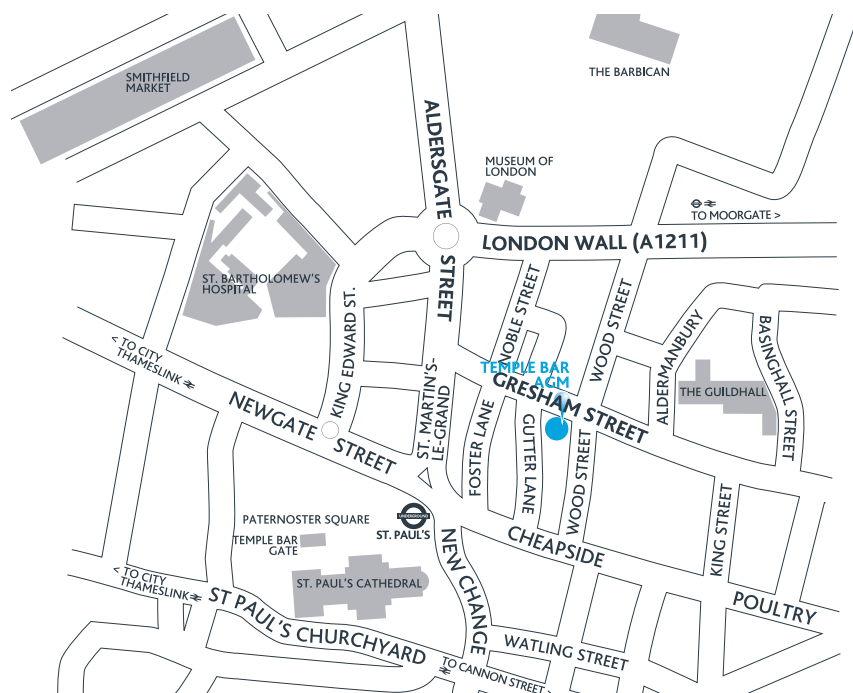 SMITHFIELD
MARKET
THE BARBICAN
ALDERSGATE
STREET
MUSEUM OF
LONDON
TO MOORGATE >
LONDON WALL (A1211)
ST. BARTHOLOMEW'S
HOSPITAL
KING EDWARD ST.
NOBLE STREET
WOOD STREET
ALDERMANBURY
BASINGHALL STREET
< TO CITY
THAMESLINK
TEMPLE BAR
AGM
GRESHAM STREET
THE GUILDHALL
ST. MARTIN'S-
LE-GRAND
NEWGATE STREET
FOSTER LANE
GUTTER LANE
WOOD STREET
KING STREET
PATERNOSTER SQUARE
UNDERGROUND
ST. PAUL'S
TEMPLE BAR
GATE
CHEAPSIDE
NEW CHANGE
< TO CITY
THAMESLINK
ST. PAUL'S CATHEDRAL
ST PAUL'S CHURCHYARD
POULTRY
WATLING STREET
TO CANNON STREET >